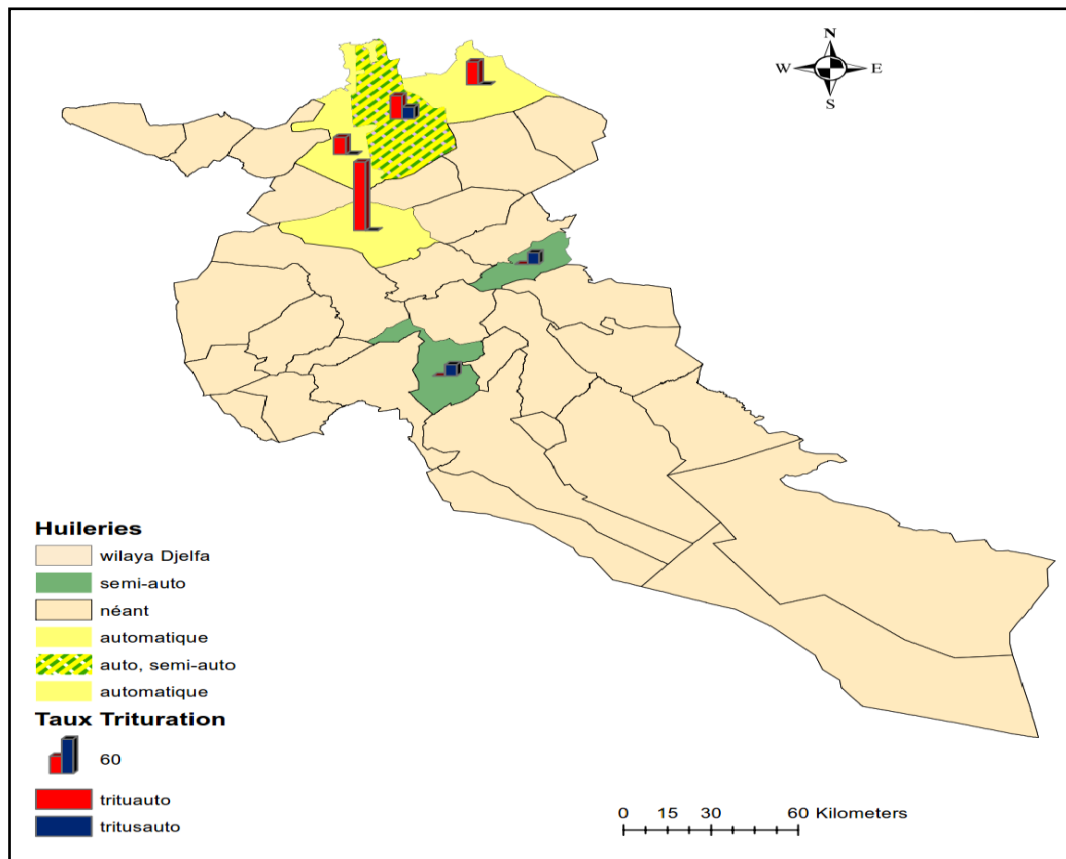 N
W E
S
Huileries
wilaya Djelfa
semi-auto
néant
automatique
auto, semi-auto
automatique
Taux Trituration
60
trituauto
tritusauto
0 15 30 60 Kilometers